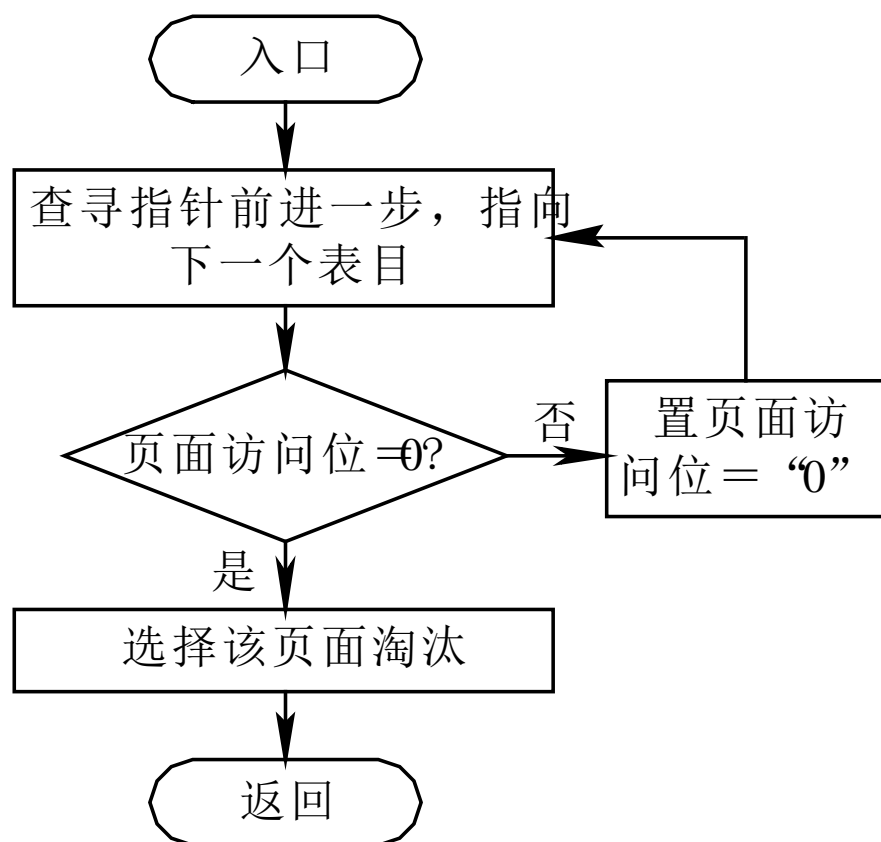 入口
查寻指针前进一步，指向
下一个表目
页面访问位＝0?
否
置页面访
问位＝“0”
是
选择该页面淘汰
返回